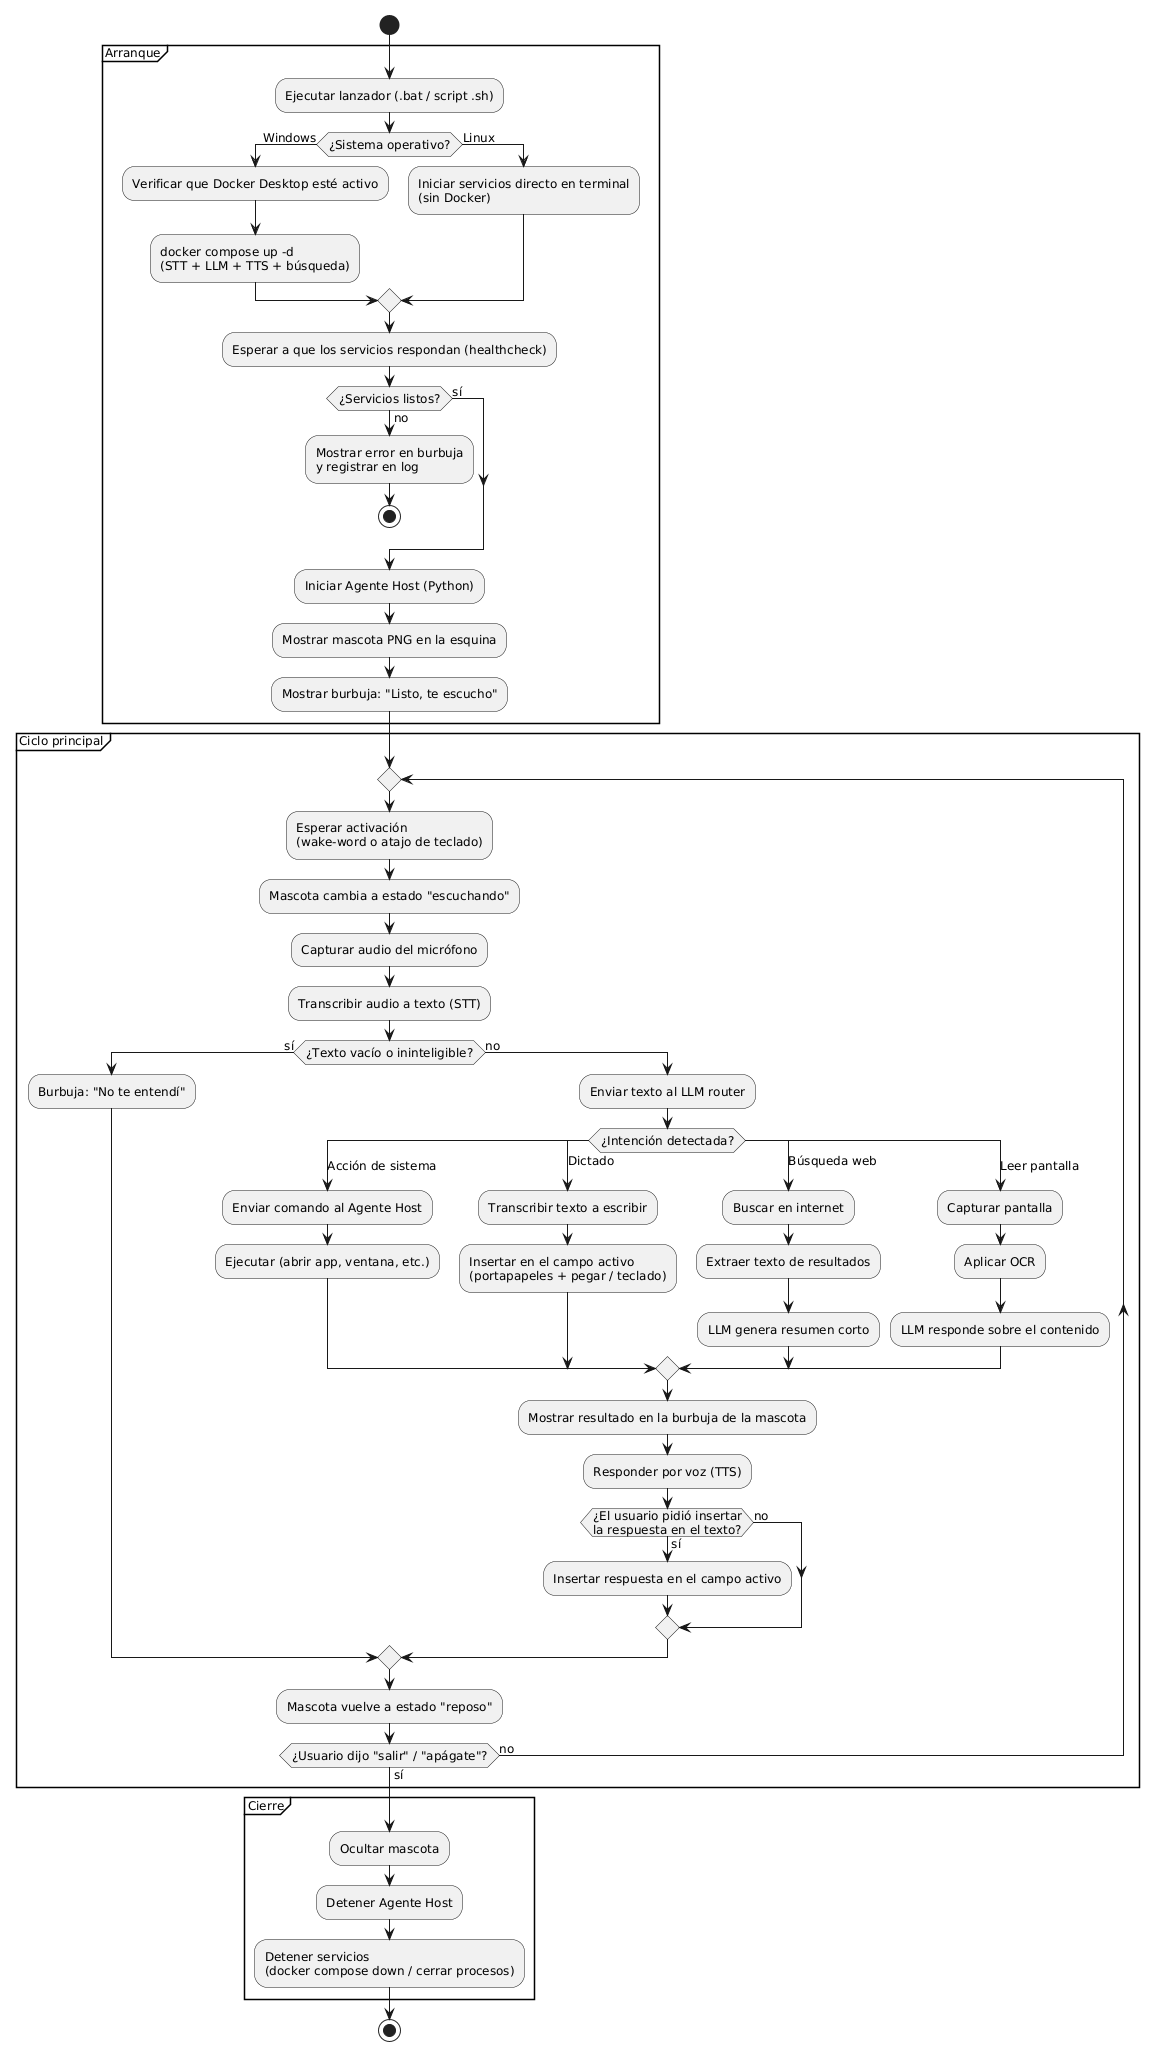 Arranque
Ejecutar lanzador (.bat / script .sh)
¿Sistema operativo?
Windows
Linux
Verificar que Docker Desktop esté activo
docker compose up -d
(STT + LLM + TTS + búsqueda)
Iniciar servicios directo en terminal
(sin Docker)
Esperar a que los servicios respondan (healthcheck)
¿Servicios listos?
sí
no
Mostrar error en burbuja
y registrar en log
Iniciar Agente Host (Python)
Mostrar mascota PNG en la esquina
Mostrar burbuja: "Listo, te escucho"
Ciclo principal
Esperar activación
(wake-word o atajo de teclado)
Mascota cambia a estado "escuchando"
Capturar audio del micrófono
Transcribir audio a texto (STT)
¿Texto vacío o ininteligible?
sí
no
Burbuja: "No te entendí"
Enviar texto al LLM router
¿Intención detectada?
Acción de sistema
Enviar comando al Agente Host
Ejecutar (abrir app, ventana, etc.)
Dictado
Transcribir texto a escribir
Insertar en el campo activo
(portapapeles + pegar / teclado)
Búsqueda web
Buscar en internet
Extraer texto de resultados
LLM genera resumen corto
Leer pantalla
Capturar pantalla
Aplicar OCR
LLM responde sobre el contenido
Mostrar resultado en la burbuja de la mascota
Responder por voz (TTS)
¿El usuario pidió insertar
la respuesta en el texto?
no
sí
Insertar respuesta en el campo activo
Mascota vuelve a estado "reposo"
¿Usuario dijo "salir" / "apágate"?
no
sí
Cierre
Ocultar mascota
Detener Agente Host
Detener servicios
(docker compose down / cerrar procesos)